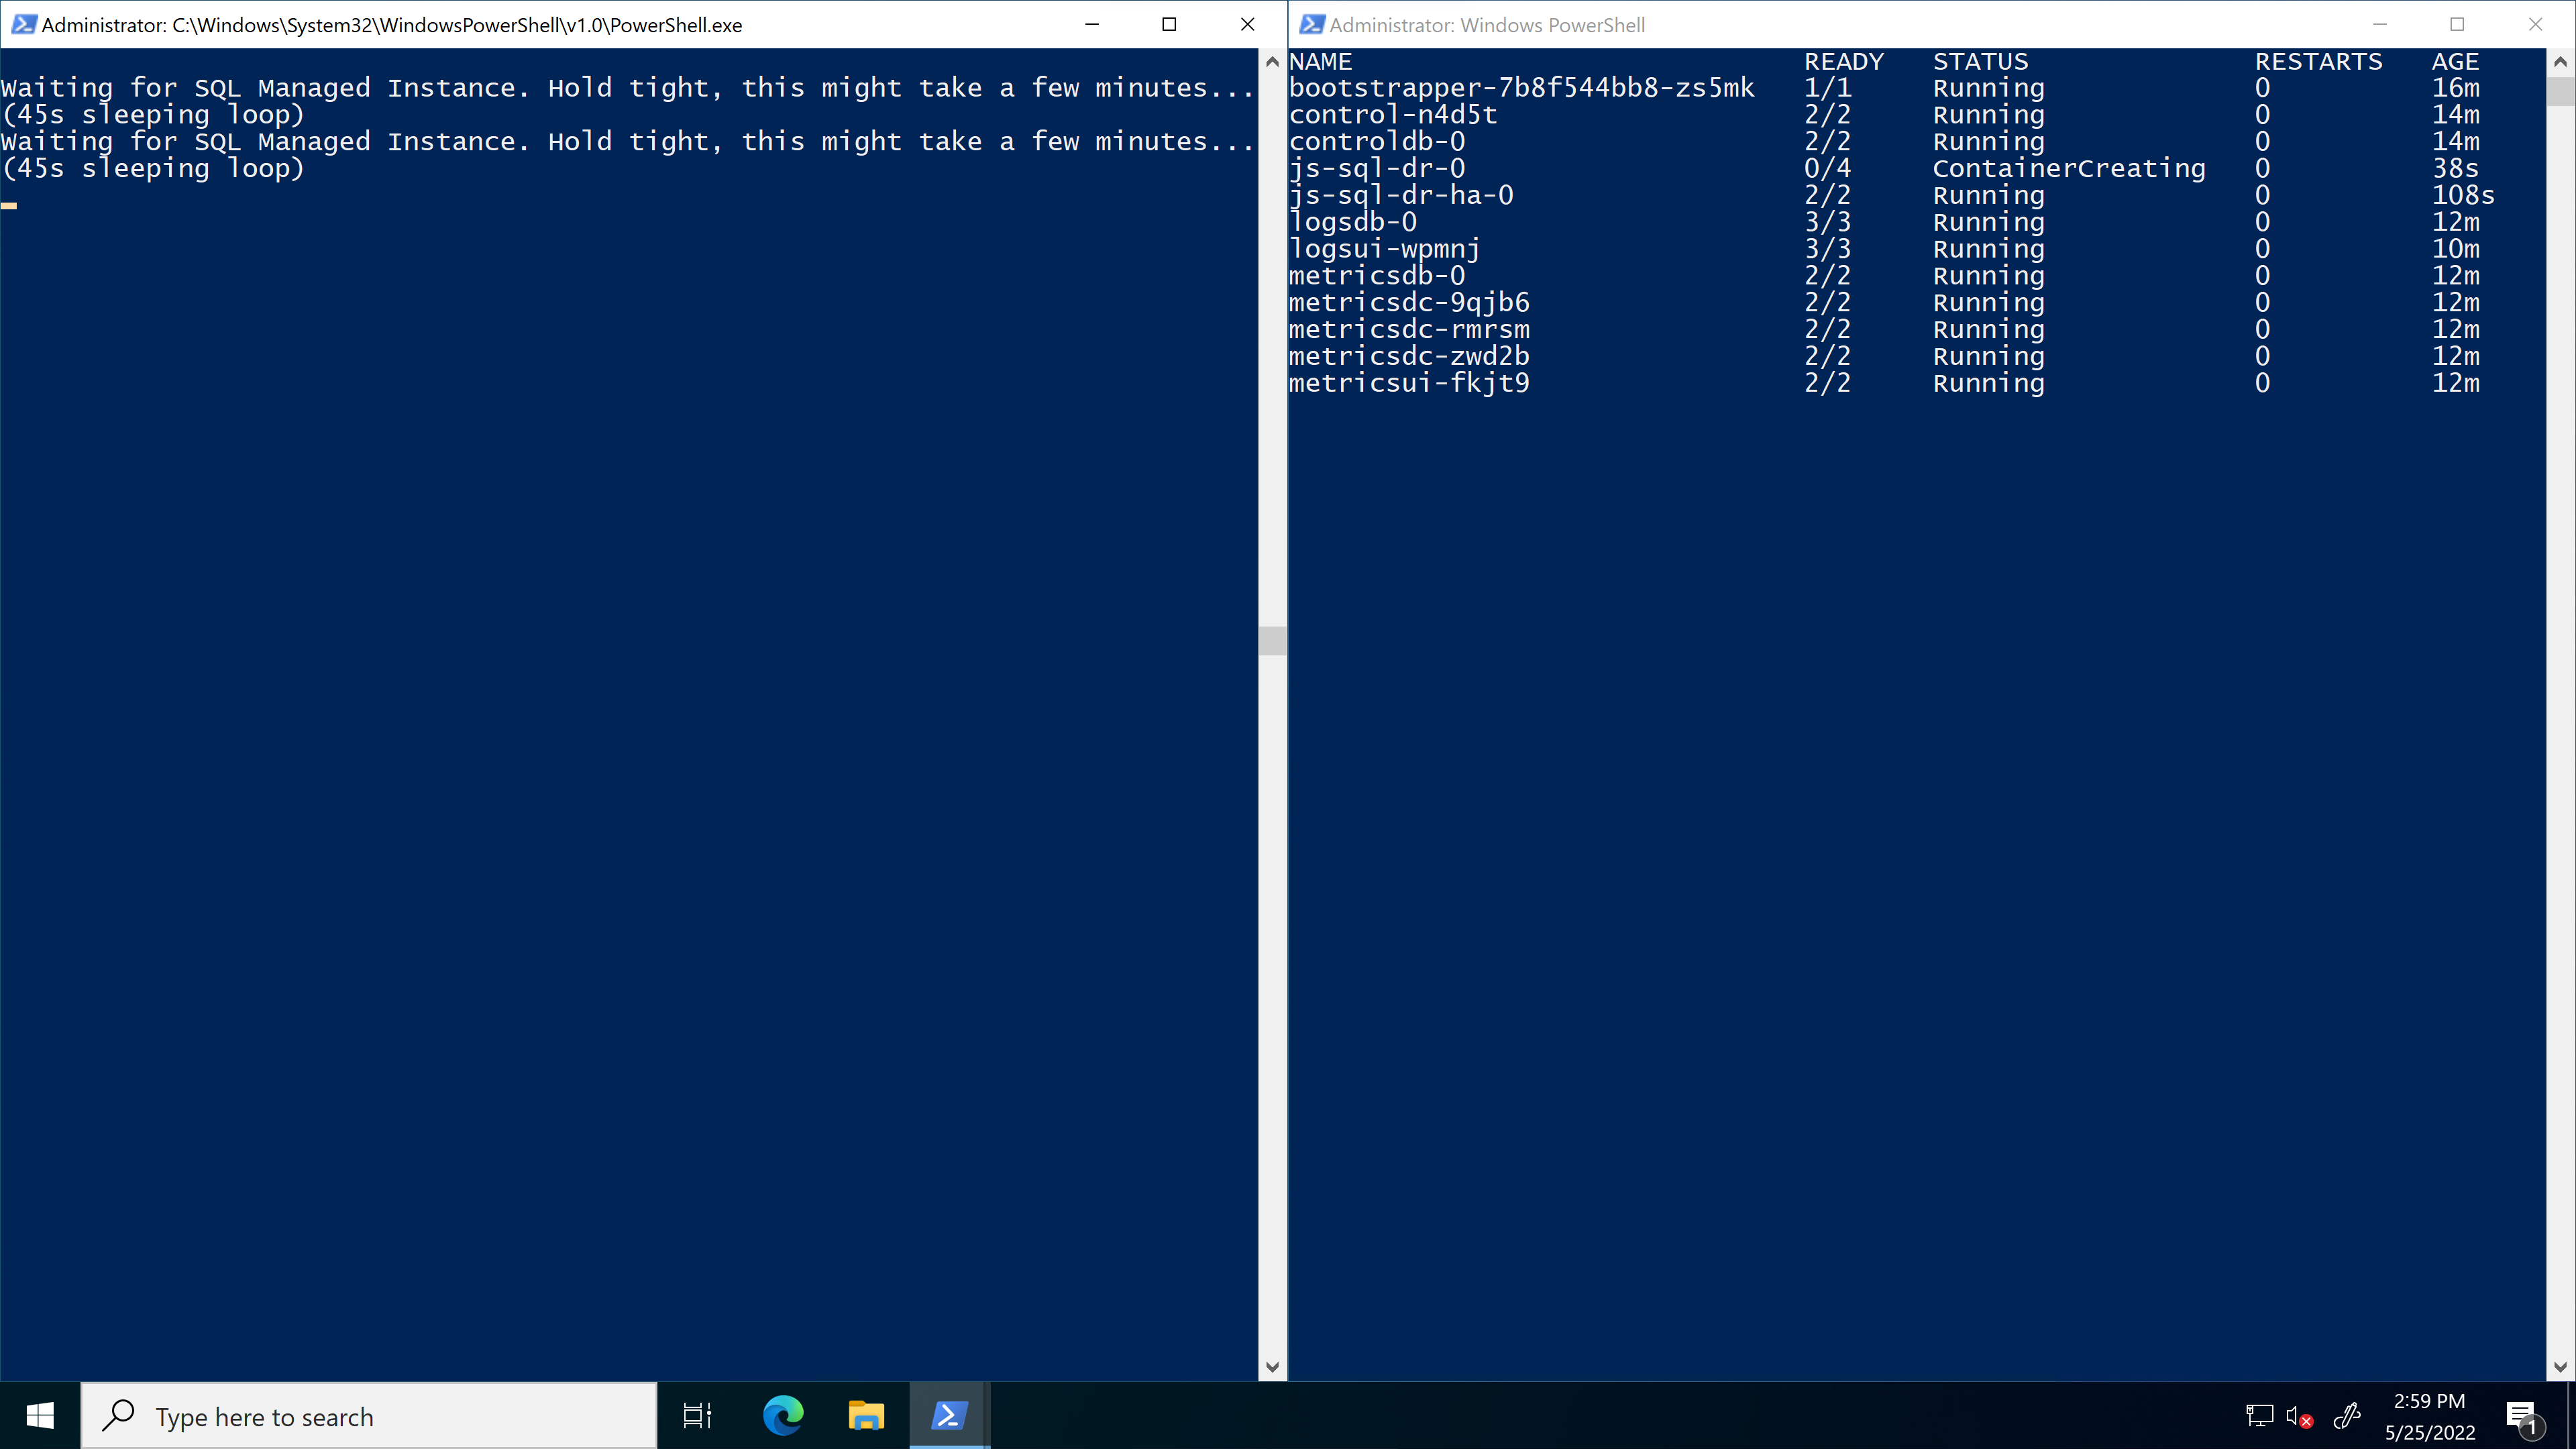 Administrator: C:\Windows\System32\WindowsPowerShell\v1.0\PowerShell.exe
Waiting for SQL Managed Instance. Hold tight, this might take a few minutes...
(45s sleeping loop)
Waiting for SQL Managed Instance. Hold tight, this might take a few minutes...
(45s sleeping loop)
Administrator: Windows PowerShell
NAME READY STATUS RESTARTS AGE
bootstrapper-7b8f544bb8-zs5mk 1/1 Running 0 16m
control-n4d5t 2/2 Running 0 14m
controldb-0 2/2 Running 0 14m
js-sql-dr-0 0/4 ContainerCreating 0 38s
js-sql-dr-ha-0 2/2 Running 0 108s
logsdb-0 3/3 Running 0 12m
logsui-wpmnj 3/3 Running 0 10m
metricsdb-0 2/2 Running 0 12m
metricsdc-9qjb6 2/2 Running 0 12m
metricsdc-rmrsm 2/2 Running 0 12m
metricsdc-zwd2b 2/2 Running 0 12m
metricsui-fkjt9 2/2 Running 0 12m
Type here to search
2:59 PM
5/25/2022
1